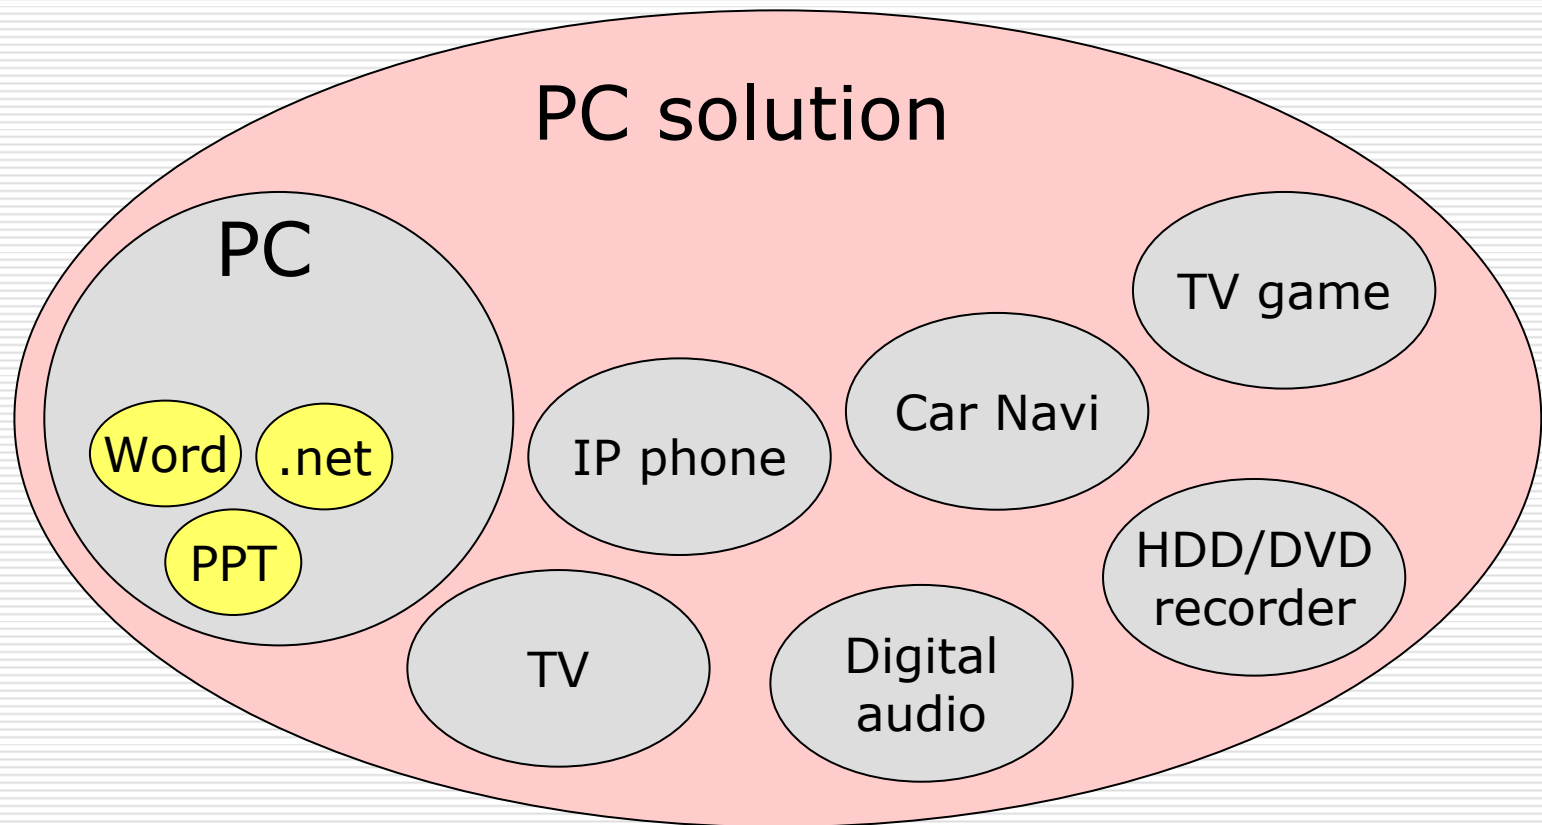 PC solution
PC
TV game
Car Navi
Word
.net
IP phone
PPT
HDD/DVD
recorder
TV
Digital
audio